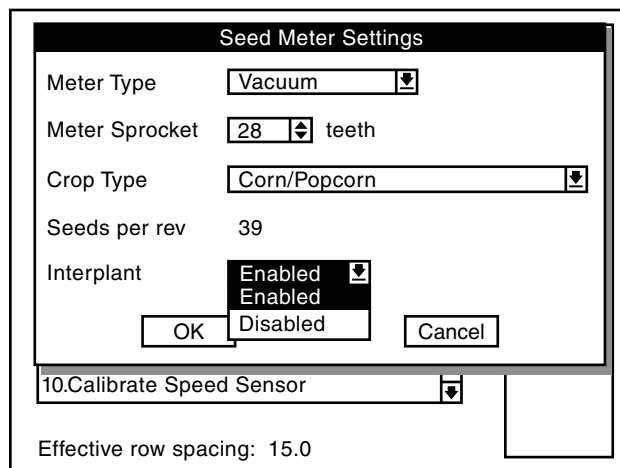 Seed Meter Settings
Meter Type Vacuum
Meter Sprocket 28 teeth
Crop Type Corn/Popcorn
Seeds per rev 39
Interplant Enabled
Enabled
Disabled
OK Cancel
10.Calibrate Speed Sensor
Effective row spacing: 15.0